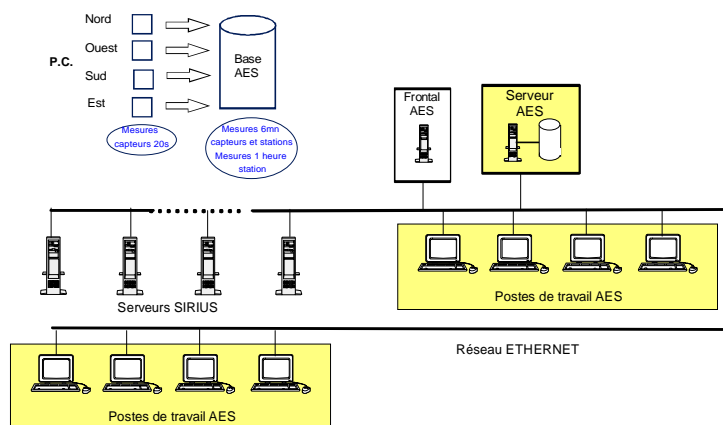 Nord
Ouest
P.C.
Sud
Est
Base
AES
Mesures
capteurs 20s
Mesures 6mn
capteurs et stations
Mesures 1 heure
station
Frontal
AES
Serveur
AES
Serveurs SIRIUS
Postes de travail AES
Réseau ETHERNET
Postes de travail AES